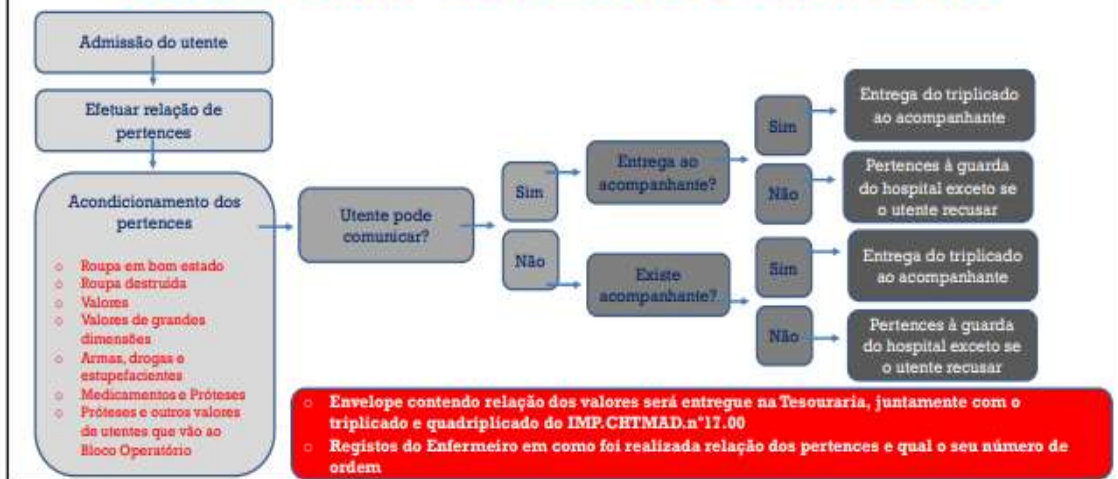 Admissão do utente
Efetuar relação de
pertences
Acondicionamento dos
pertences
o Roupa em bom estado
o Roupa destruída
o Valores
o Valores de grandes
dimensões
o Armas, drogas e
estupefacientes
o Medicamentos e Próteses
o Próteses e outros valores
de utentes que vão ao
Bloco Operatório
Utente pode
comunicar?
Sim
Não
Entrega ao
acompanhante?
Existe
acompanhante?
Sim
Não
Sim
Não
Entrega do triplicado
ao acompanhante
Pertences à guarda
do hospital exceto se
o utente recusar
Entrega do triplicado
ao acompanhante
Pertences à guarda
do hospital exceto se
o utente recusar
o Envelope contendo relação dos valores será entregue na Tesouraria, juntamente com o
triplicado e quadriplicado do IMP.CHTMAD.nº17.00
o Registos do Enfermeiro em como foi realizada relação dos pertences e qual o seu número de
ordem